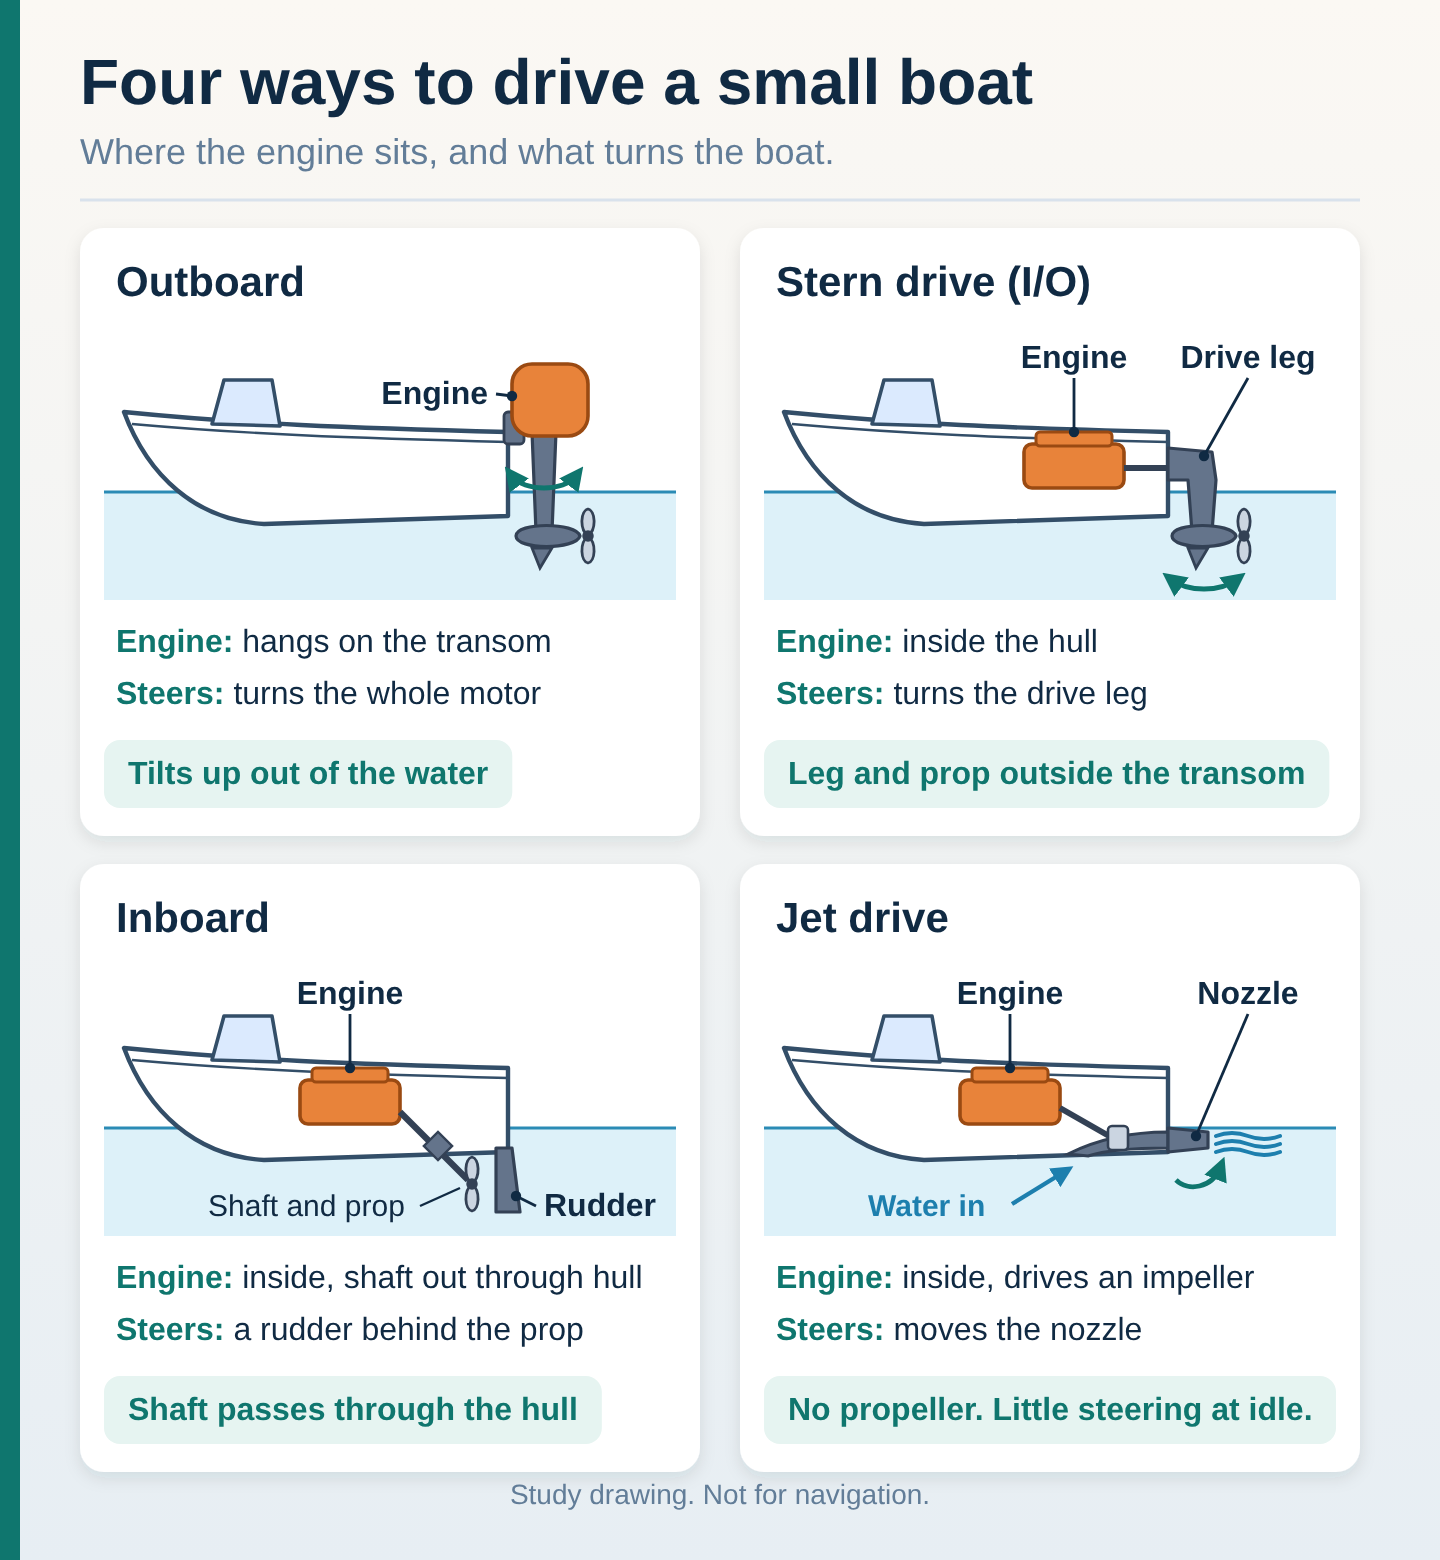 Four ways to drive a small boat
Where the engine sits, and what turns the boat.
Outboard
Engine
Engine: hangs on the transom
Steers: turns the whole motor
Tilts up out of the water
Stern drive (I/O)
Engine
Drive leg
Engine: inside the hull
Steers: turns the drive leg
Leg and prop outside the transom
Inboard
Engine
Shaft and prop
Rudder
Engine: inside, shaft out through hull
Steers: a rudder behind the prop
Shaft passes through the hull
Jet drive
Engine
Nozzle
Water in
Engine: inside, drives an impeller
Steers: moves the nozzle
No propeller. Little steering at idle.
Study drawing. Not for navigation.